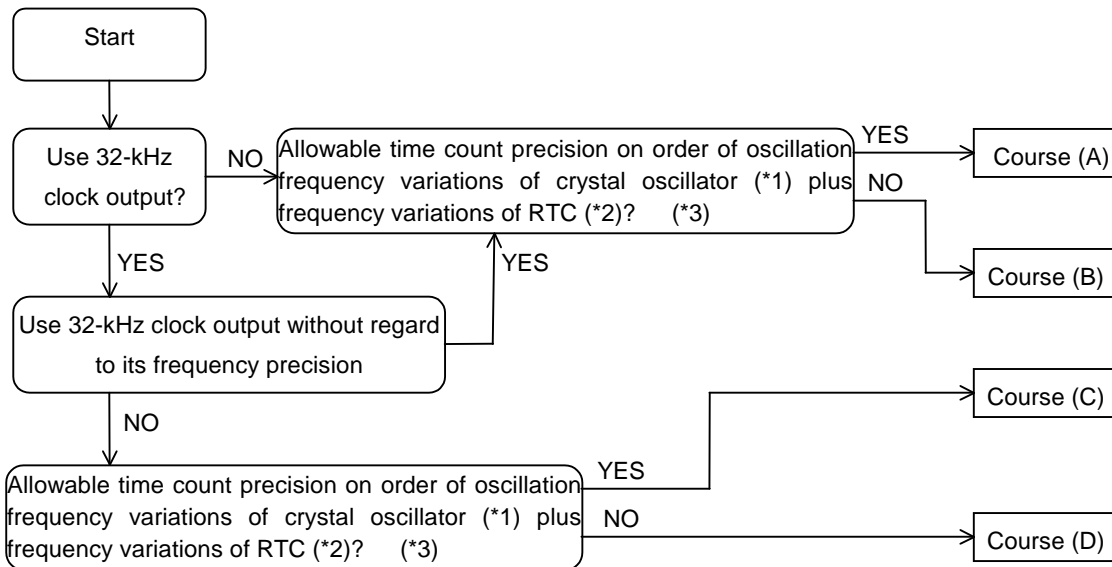 Start
Use 32-kHz
clock output?
NO
Allowable time count precision on order of oscillation
frequency variations of crystal oscillator (*1) plus
frequency variations of RTC (*2)? (*3)
YES
Course (A)
NO
Course (B)
YES
YES
Use 32-kHz clock output without regard
to its frequency precision
Course (C)
NO
Allowable time count precision on order of oscillation
frequency variations of crystal oscillator (*1) plus
frequency variations of RTC (*2)? (*3)
YES
NO
Course (D)